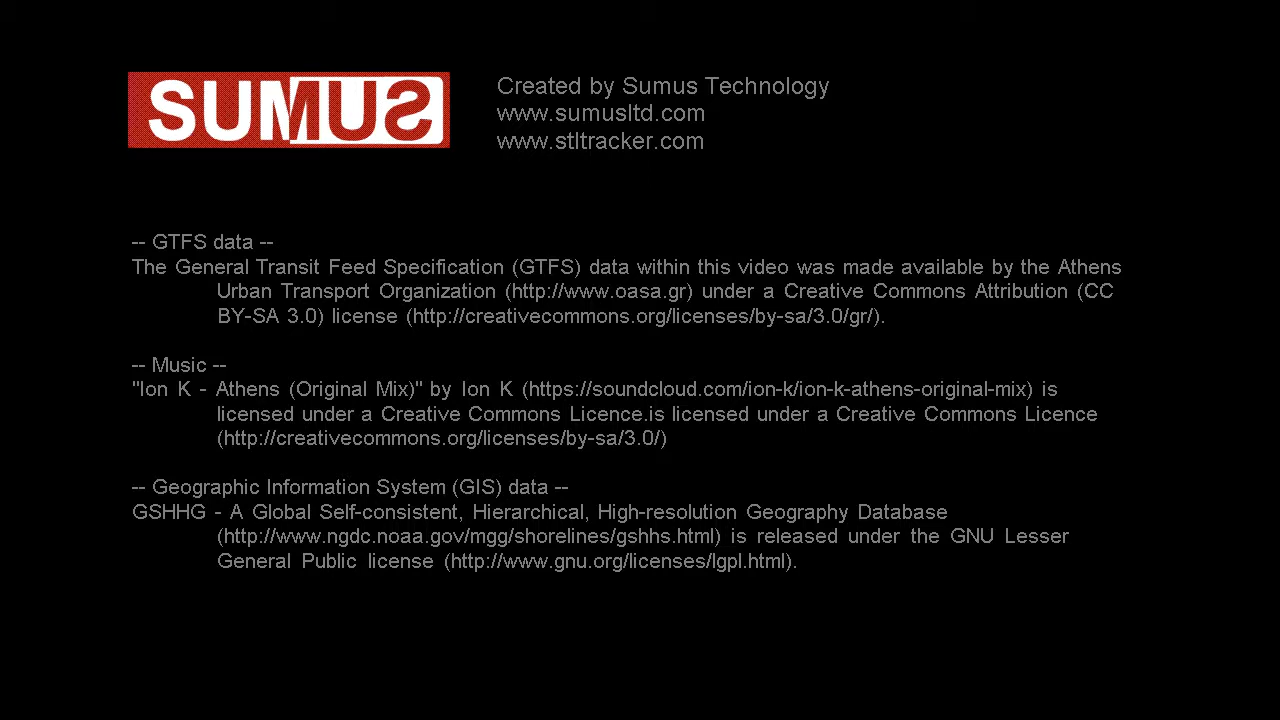 SUMUS
Created by Sumus Technology
www.sumusltd.com
www.stltracker.com
-- GTFS data --
The General Transit Feed Specification (GTFS) data within this video was made available by the Athens
Urban Transport Organization (http://www.oasa.gr) under a Creative Commons Attribution (CC
BY-SA 3.0) license (http://creativecommons.org/licenses/by-sa/3.0/gr/).
-- Music --
"Ion K - Athens (Original Mix)" by Ion K (https://soundcloud.com/ion-k/ion-k-athens-original-mix) is
licensed under a Creative Commons Licence.is licensed under a Creative Commons Licence
(http://creativecommons.org/licenses/by-sa/3.0/)
-- Geographic Information System (GIS) data --
GSHHG - A Global Self-consistent, Hierarchical, High-resolution Geography Database
(http://www.ngdc.noaa.gov/mgg/shorelines/gshhs.html) is released under the GNU Lesser
General Public license (http://www.gnu.org/licenses/lgpl.html).